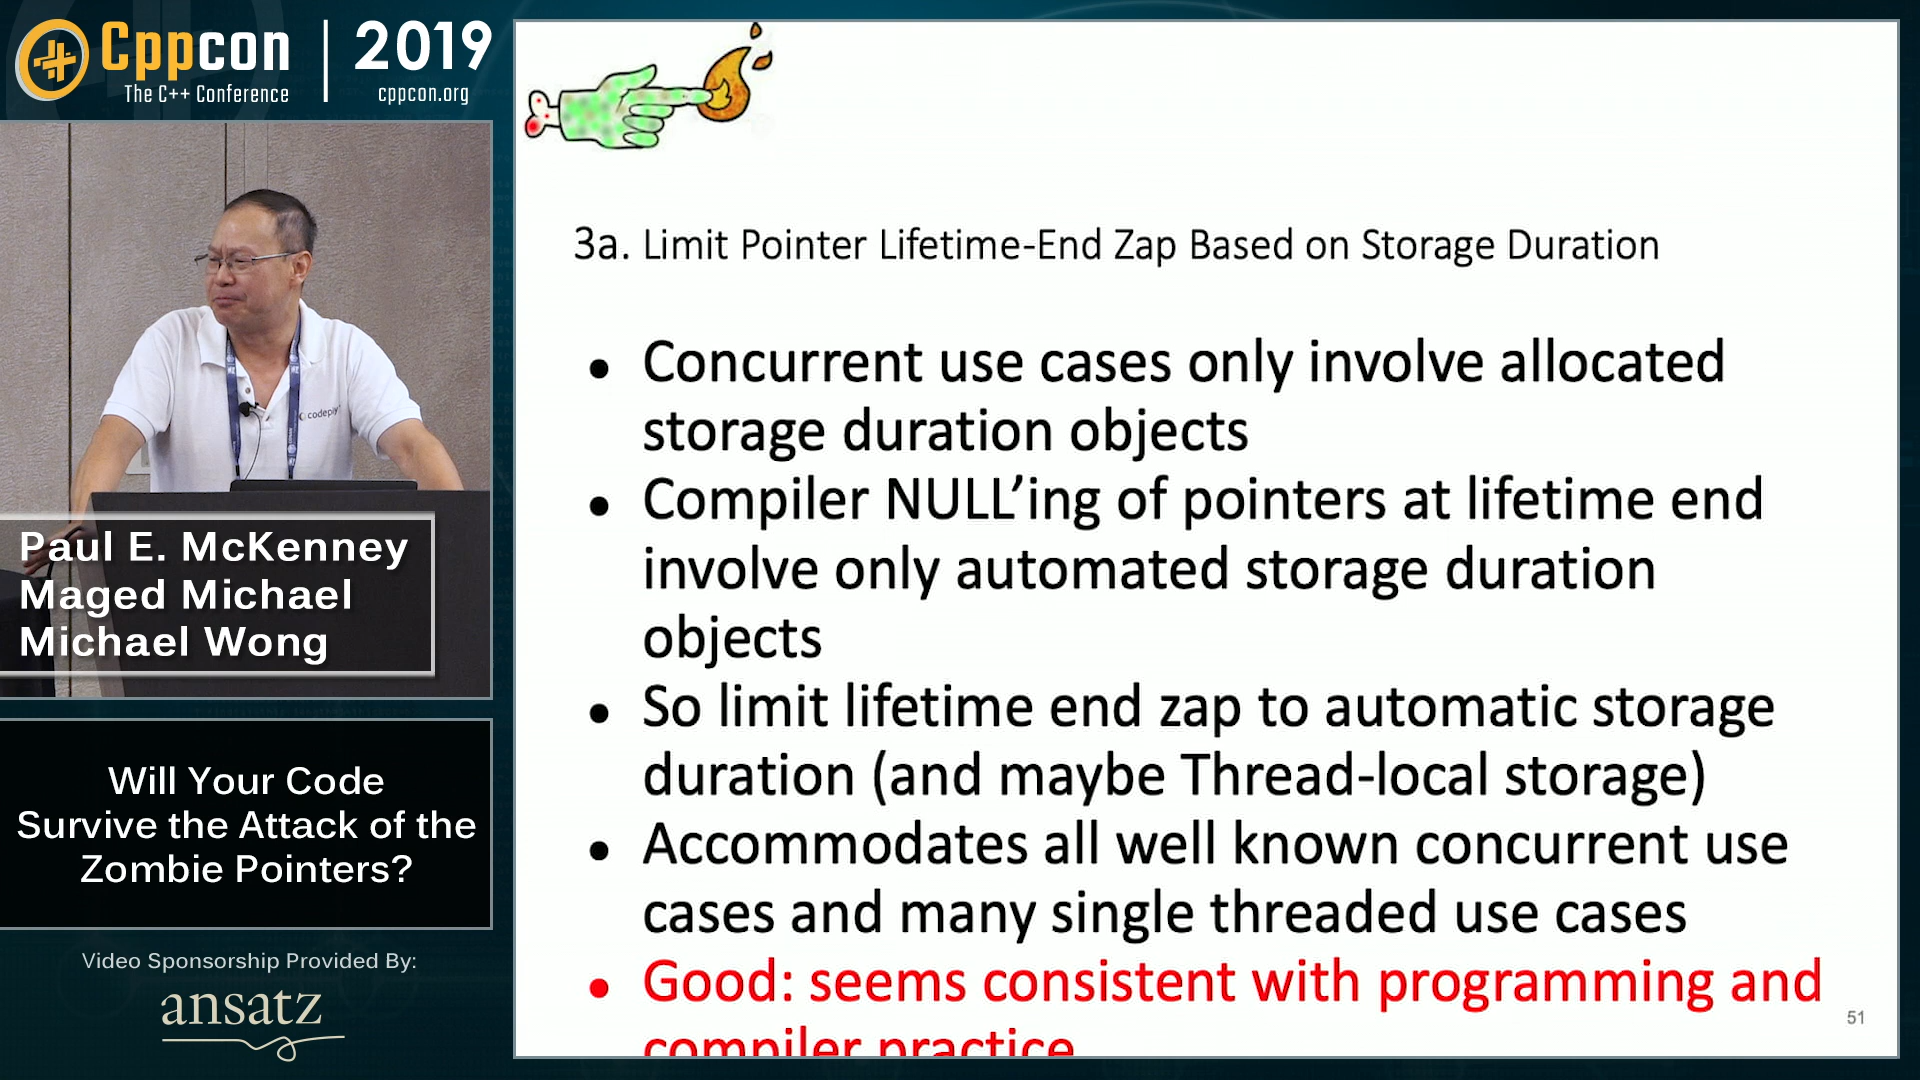 Cppcon
The C++ Conference
2019
cppcon.org
codeplay
Paul E. McKenney
Maged Michael
Michael Wong
Will Your Code
Survive the Attack of the
Zombie Pointers?
Video Sponsorship Provided By:
ansatz
3a. Limit Pointer Lifetime-End Zap Based on Storage Duration
• Concurrent use cases only involve allocated
storage duration objects
• Compiler NULL’ing of pointers at lifetime end
involve only automated storage duration
objects
• So limit lifetime end zap to automatic storage
duration (and maybe Thread-local storage)
• Accommodates all well known concurrent use
cases and many single threaded use cases
• Good: seems consistent with programming and
compiler practice
51